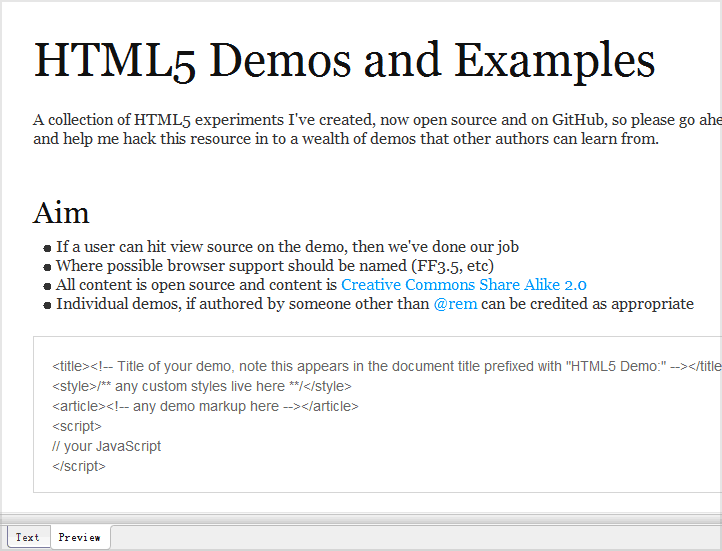 HTML5 Demos and Examples
A collection of HTML5 experiments I've created, now open source and on GitHub, so please go ahe
and help me hack this resource in to a wealth of demos that other authors can learn from.
Aim
If a user can hit view source on the demo, then we've done our job
Where possible browser support should be named (FF3.5, etc)
All content is open source and content is Creative Commons Share Alike 2.0
Individual demos, if authored by someone other than @rem can be credited as appropriate
<title><!-- Title of your demo, note this appears in the document title prefixed with "HTML5 Demo:" --></title
<style>/** any custom styles live here **/</style>
<article><!-- any demo markup here --></article>
<script>
// your JavaScript
</script>
Text Preview